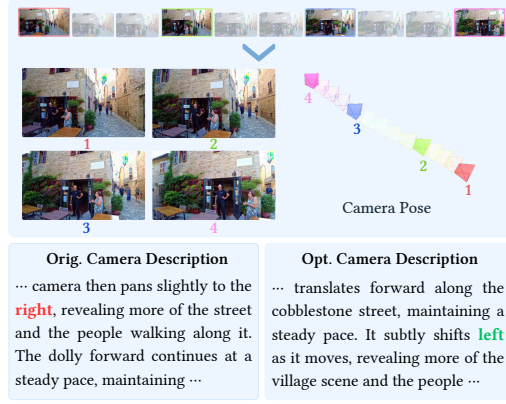 1
2
3
4
4
3
2
1
Camera Pose
Orig. Camera Description
··· camera then pans slightly to the
right, revealing more of the street
and the people walking along it.
The dolly forward continues at a
steady pace, maintaining ···
Opt. Camera Description
··· translates forward along the
cobblestone street, maintaining a
steady pace. It subtly shifts left
as it moves, revealing more of the
village scene and the people ···